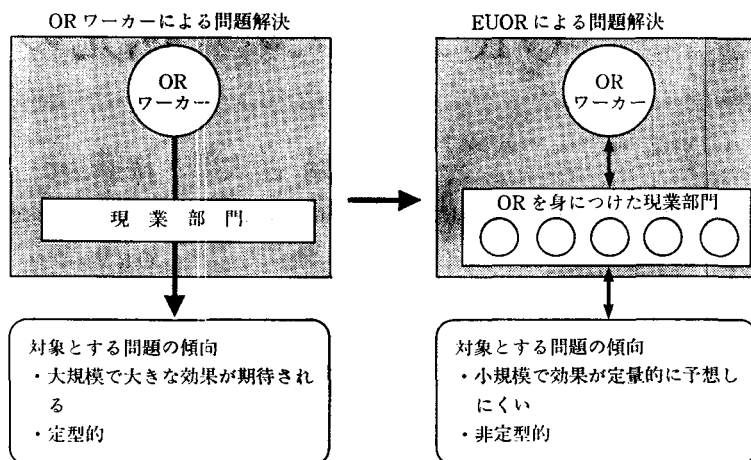 ORワーカーによる問題解決
OR
ワーカー
現業部門
対象とする問題の傾向
・大規模で大きな効果が期待され
る
・定型的
EUORによる問題解決
OR
ワーカー
ORを身につけた現業部門
対象とする問題の傾向
・小規模で効果が定量的に予想し
にくい
・非定型的